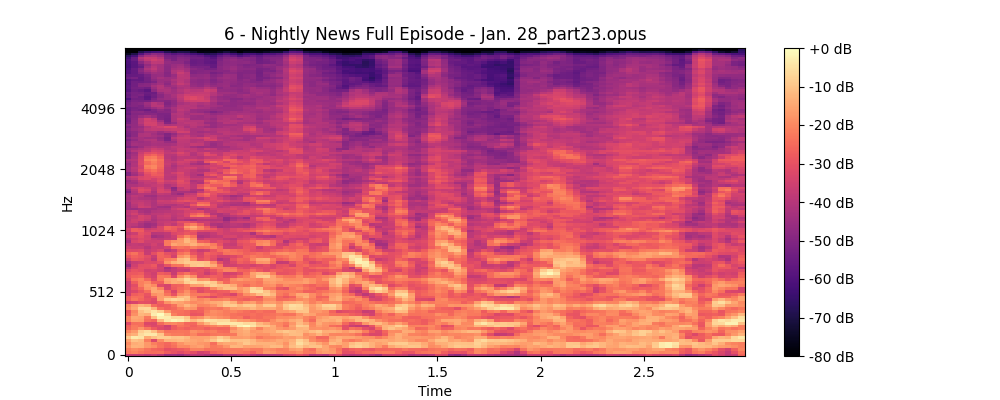 6 - Nightly News Full Episode - Jan. 28_part23.opus
Hz
4096
2048
1024
512
0
0
0.5
1
1.5
2
2.5
Time
+0 dB
-10 dB
-20 dB
-30 dB
-40 dB
-50 dB
-60 dB
-70 dB
-80 dB